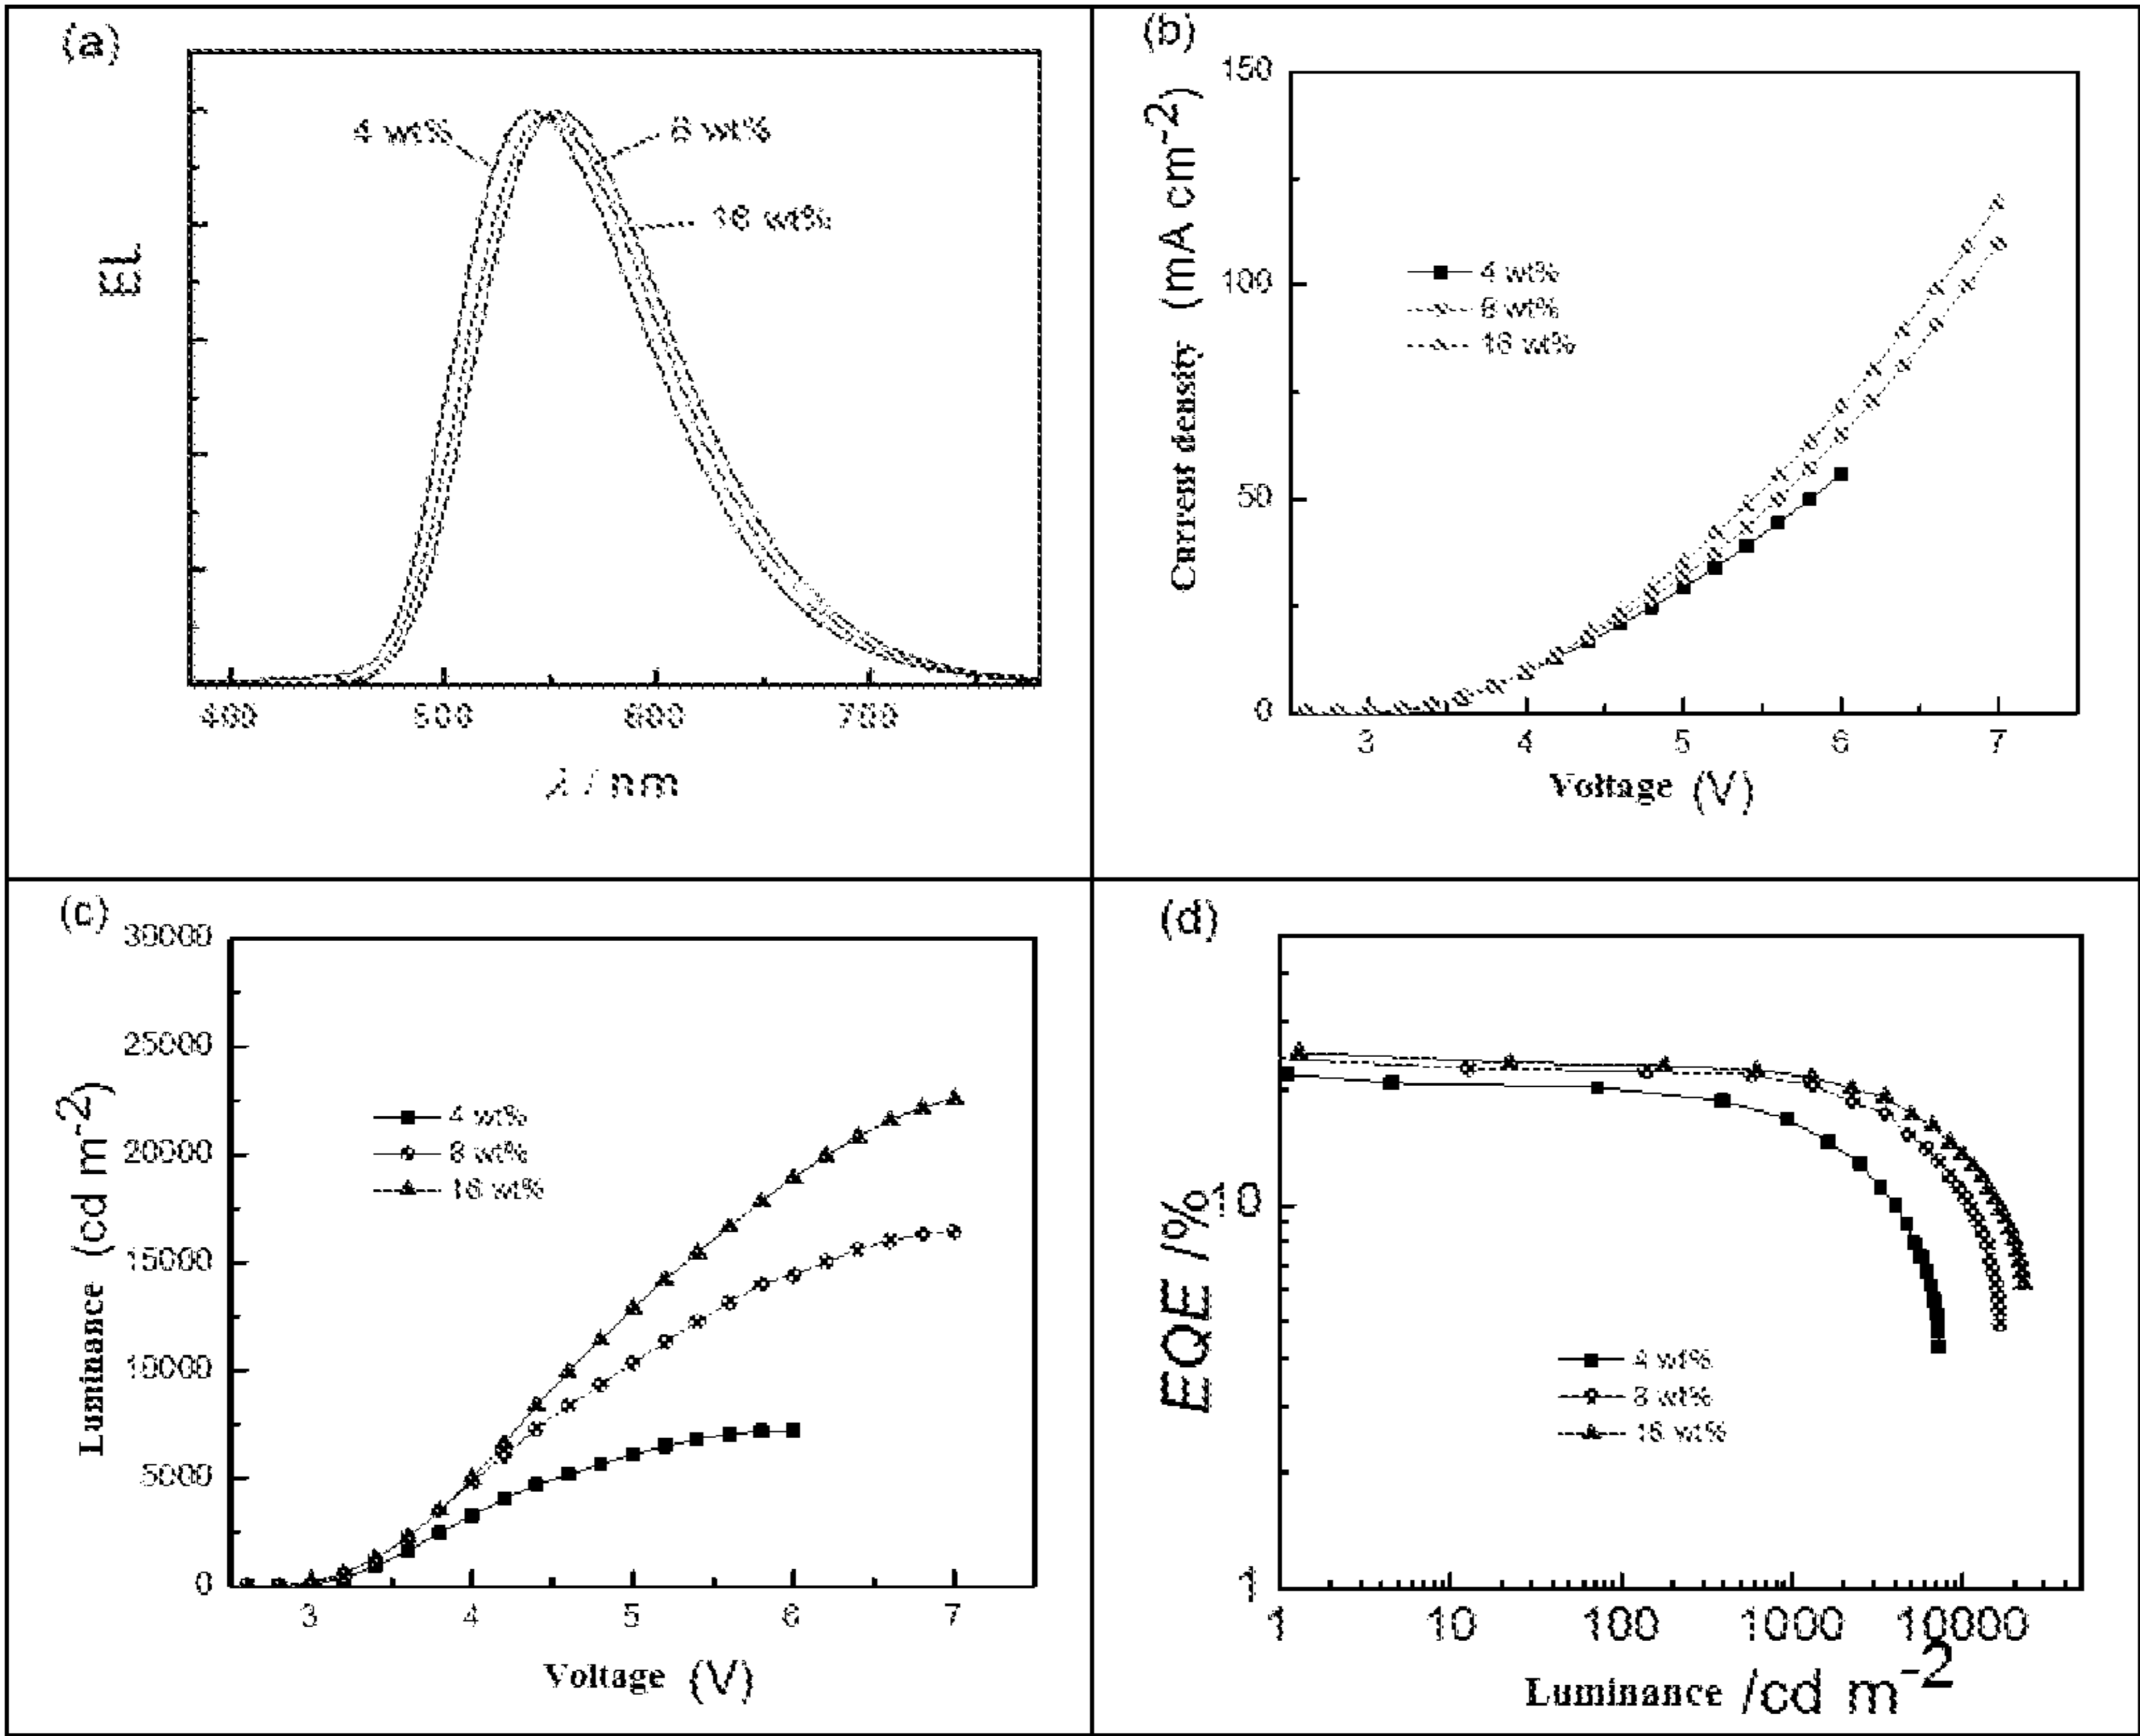 (a)
4 wt%
8 wt%
16 wt%
EL
400
500
600
700
λ / nm
(b)
150
100
50
0
Current density (mA cm-2)
4 wt%
8 wt%
16 wt%
3
4
5
6
7
Voltage (V)
(c)
30000
25000
20000
15000
10000
5000
0
Luminance (cd m-2)
4 wt%
8 wt%
16 wt%
3
4
5
6
7
Voltage (V)
(d)
10
1
EQE /%
4 wt%
8 wt%
16 wt%
1
10
100
1000
10000
Luminance /cd m-2